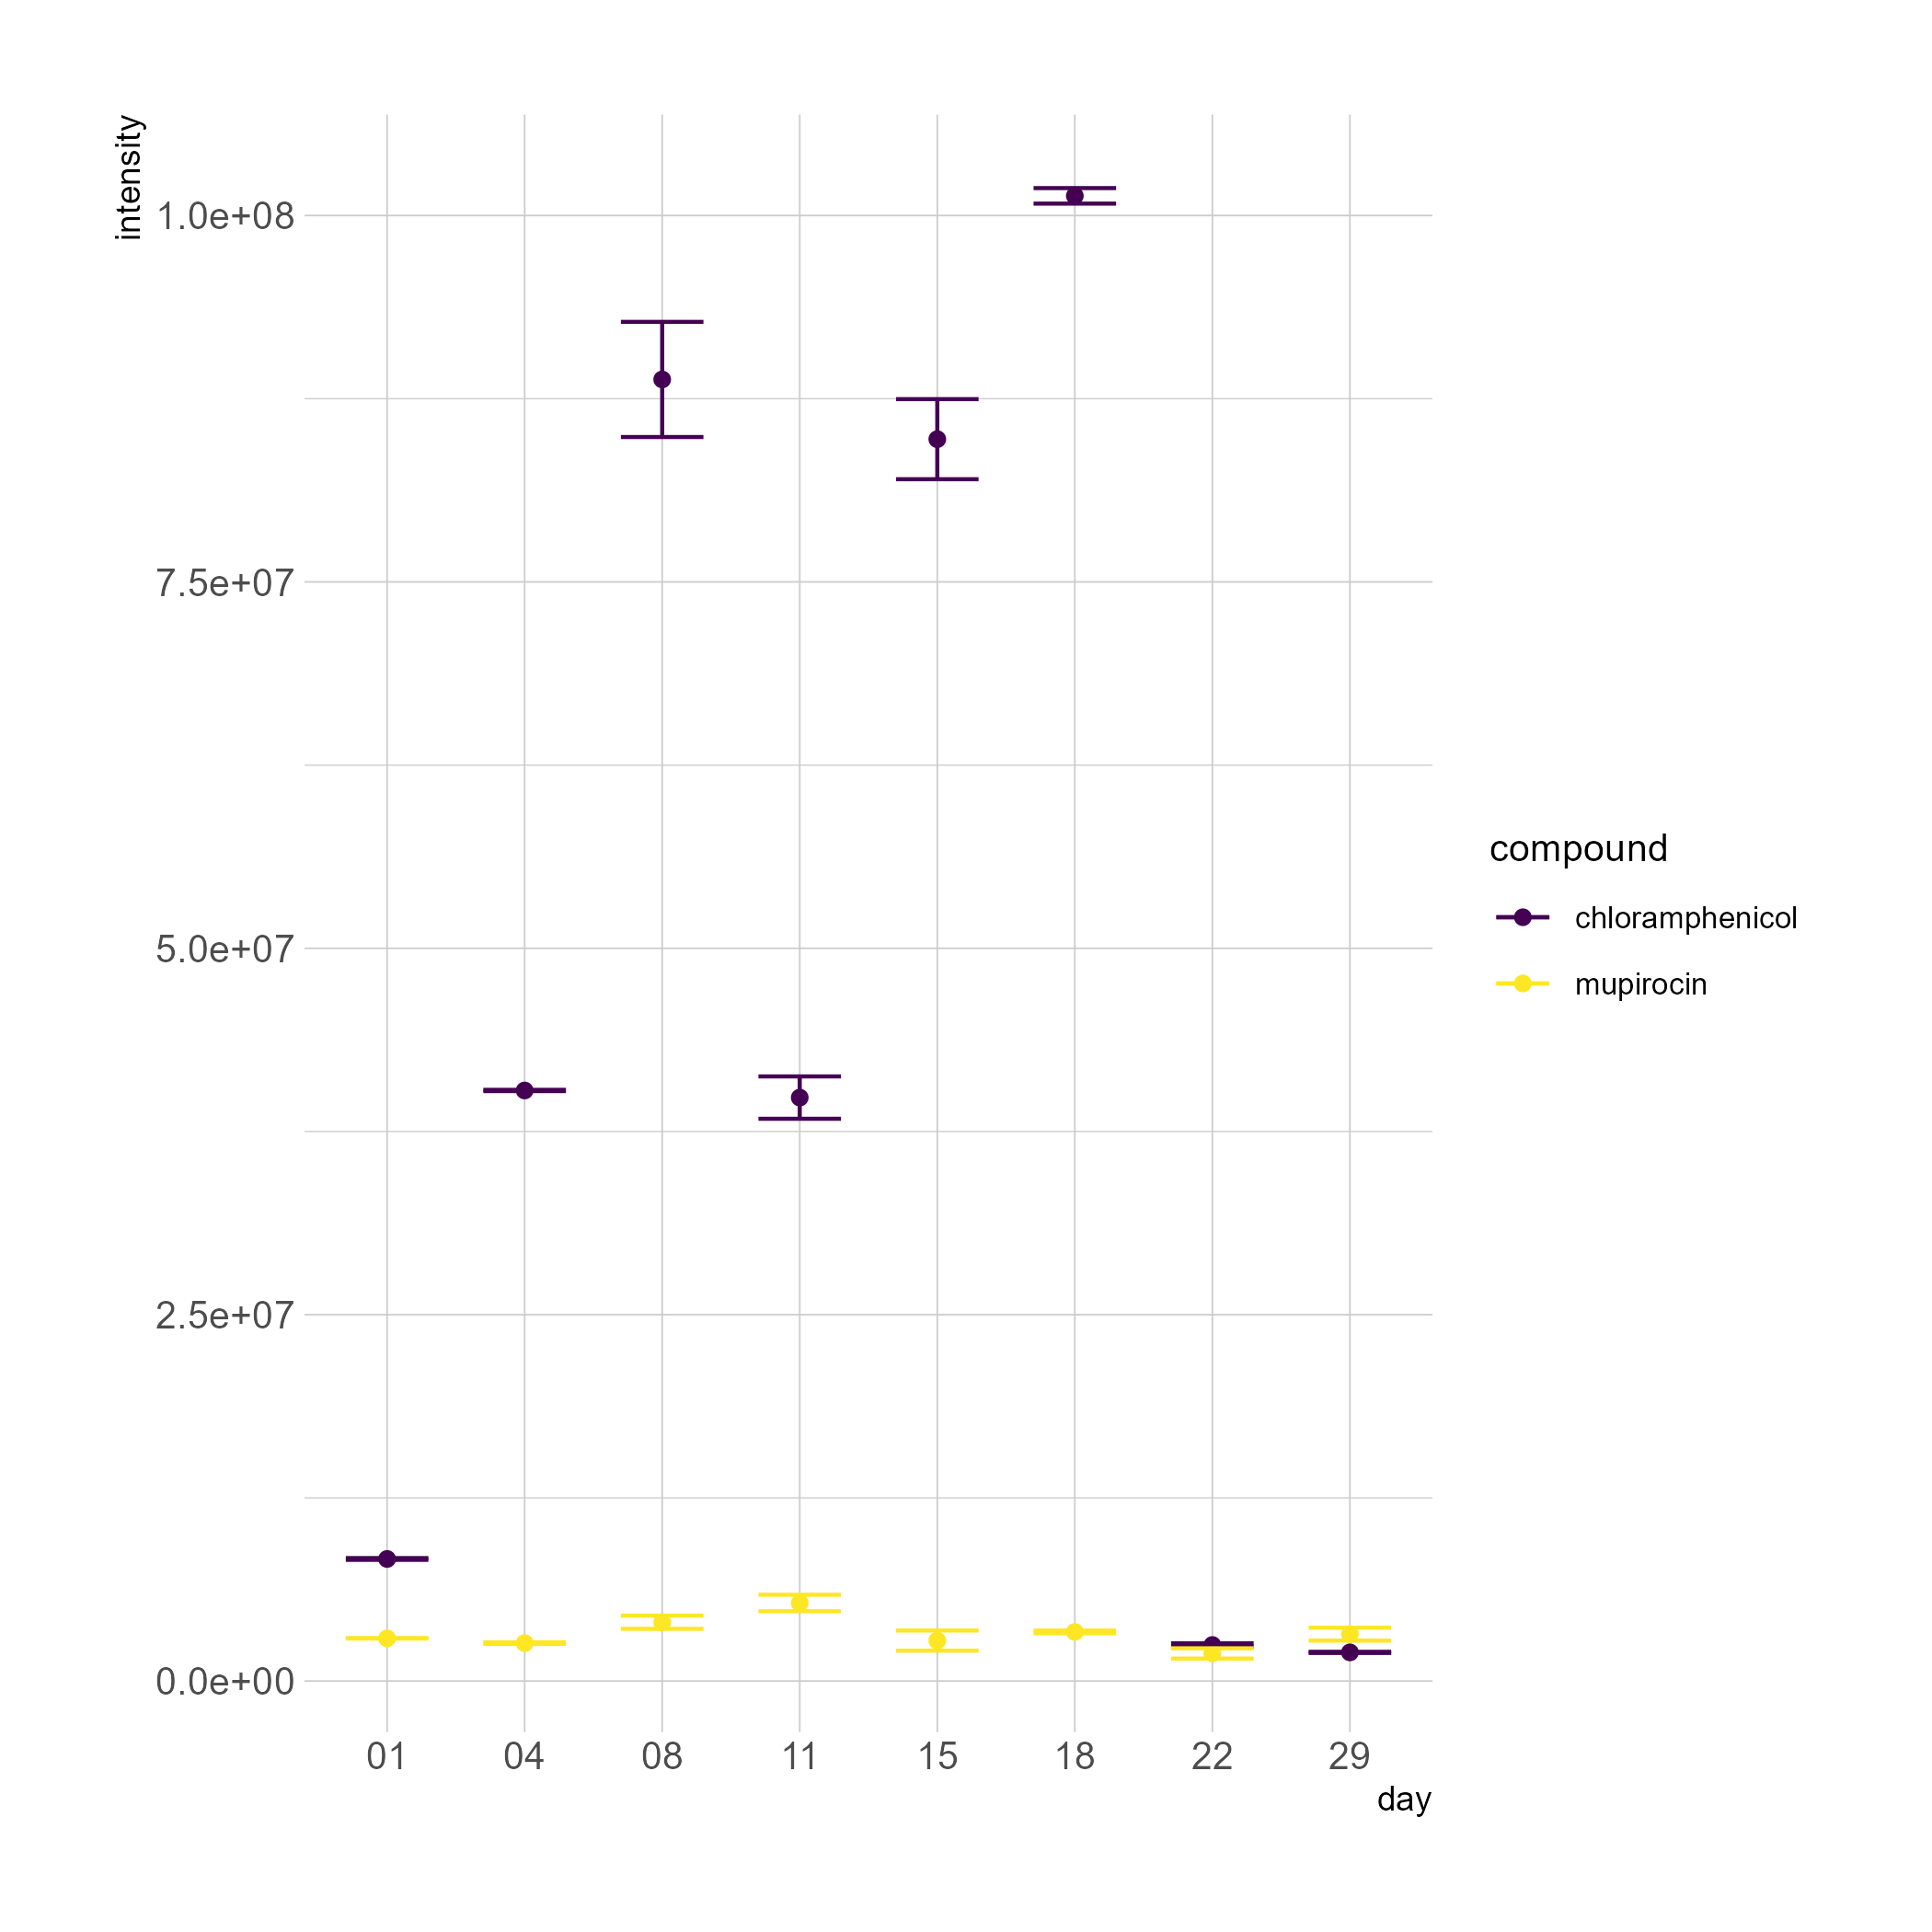 intensity
1.0e+08
7.5e+07
5.0e+07
2.5e+07
0.0e+00
01 04 08 11 15 18 22 29
day
compound
chloramphenicol
mupirocin